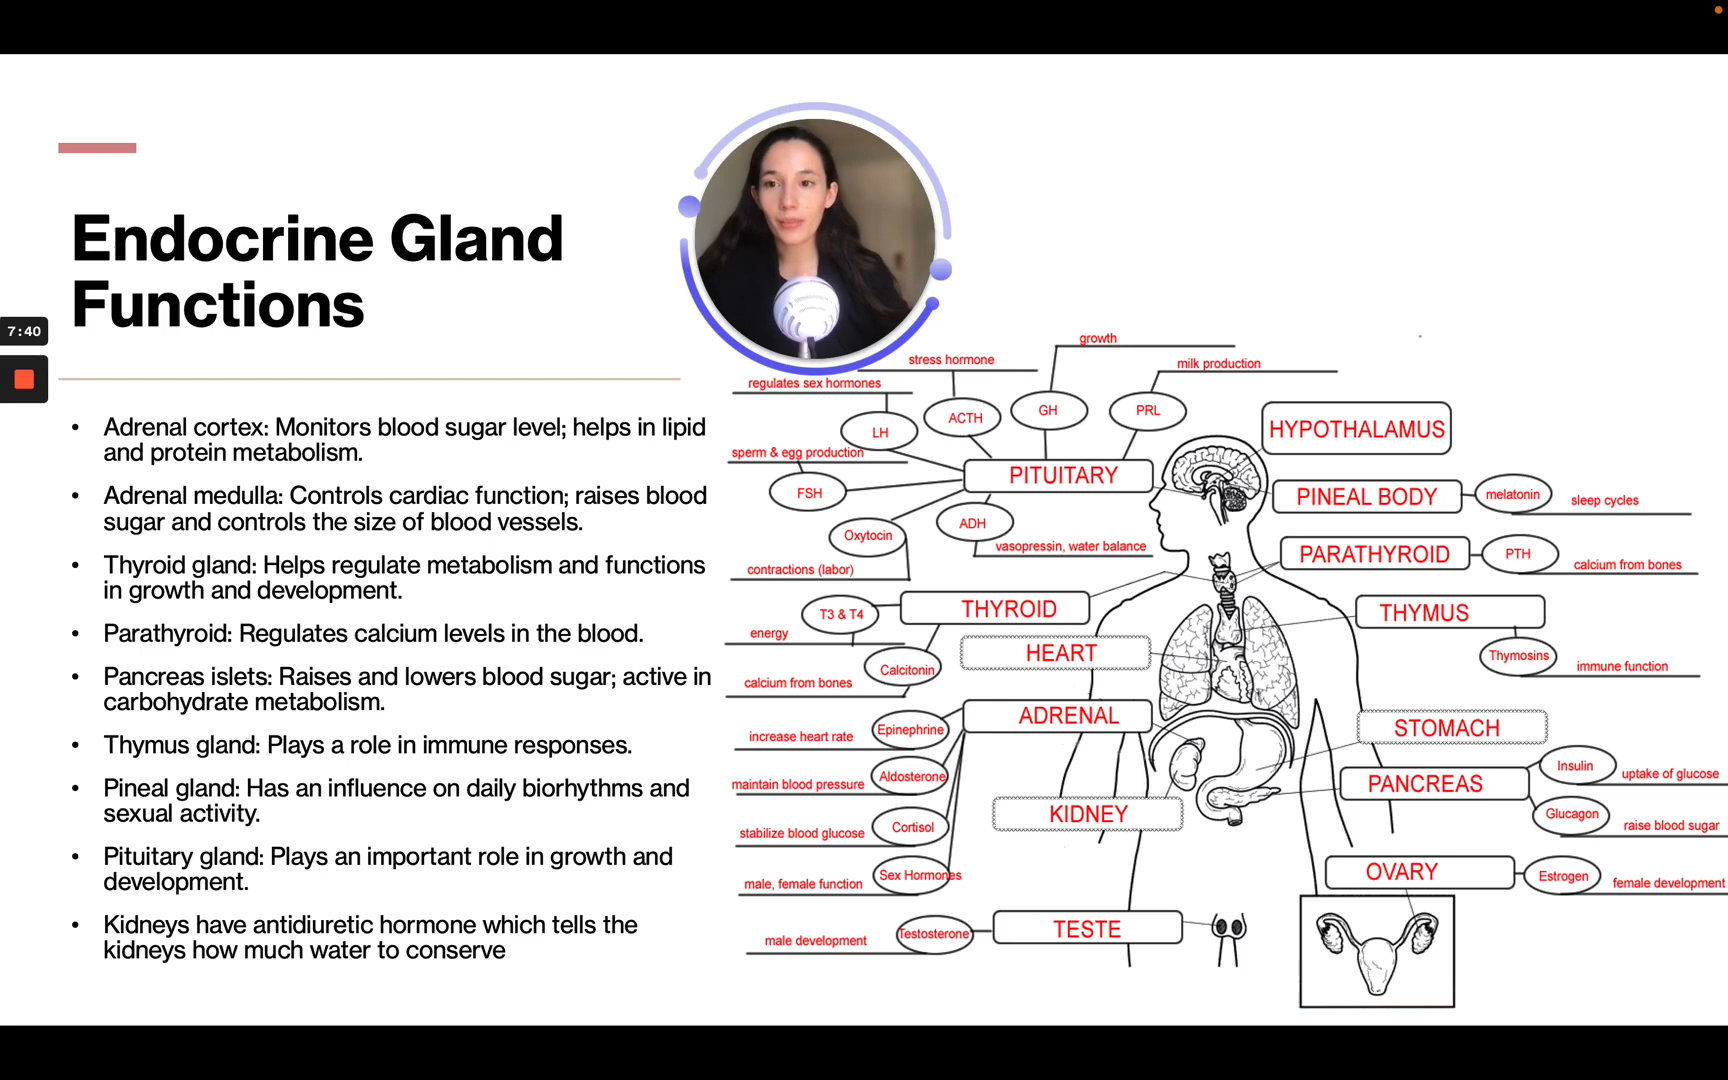 Endocrine Gland
Functions
7:40
• Adrenal cortex: Monitors blood sugar level; helps in lipid
and protein metabolism.
• Adrenal medulla: Controls cardiac function; raises blood
sugar and controls the size of blood vessels.
• Thyroid gland: Helps regulate metabolism and functions
in growth and development.
• Parathyroid: Regulates calcium levels in the blood.
• Pancreas islets: Raises and lowers blood sugar; active in
carbohydrate metabolism.
• Thymus gland: Plays a role in immune responses.
• Pineal gland: Has an influence on daily biorhythms and
sexual activity.
• Pituitary gland: Plays an important role in growth and
development.
• Kidneys have antidiuretic hormone which tells the
kidneys how much water to conserve
growth
stress hormone
milk production
regulates sex hormones
ACTH
GH
PRL
LH
sperm & egg production
FSH
PITUITARY
Oxytocin
ADH
vasopressin, water balance
contractions (labor)
T3 & T4
THYROID
energy
HEART
Calcitonin
calcium from bones
ADRENAL
Epinephrine
increase heart rate
Aldosterone
maintain blood pressure
KIDNEY
Cortisol
stabilize blood glucose
Sex Hormones
male, female function
TESTE
Testosterone
male development
HYPOTHALAMUS
PINEAL BODY
melatonin
sleep cycles
PARATHYROID
PTH
calcium from bones
THYMUS
Thymosins
immune function
STOMACH
PANCREAS
Insulin
uptake of glucose
Glucagon
raise blood sugar
OVARY
Estrogen
female development